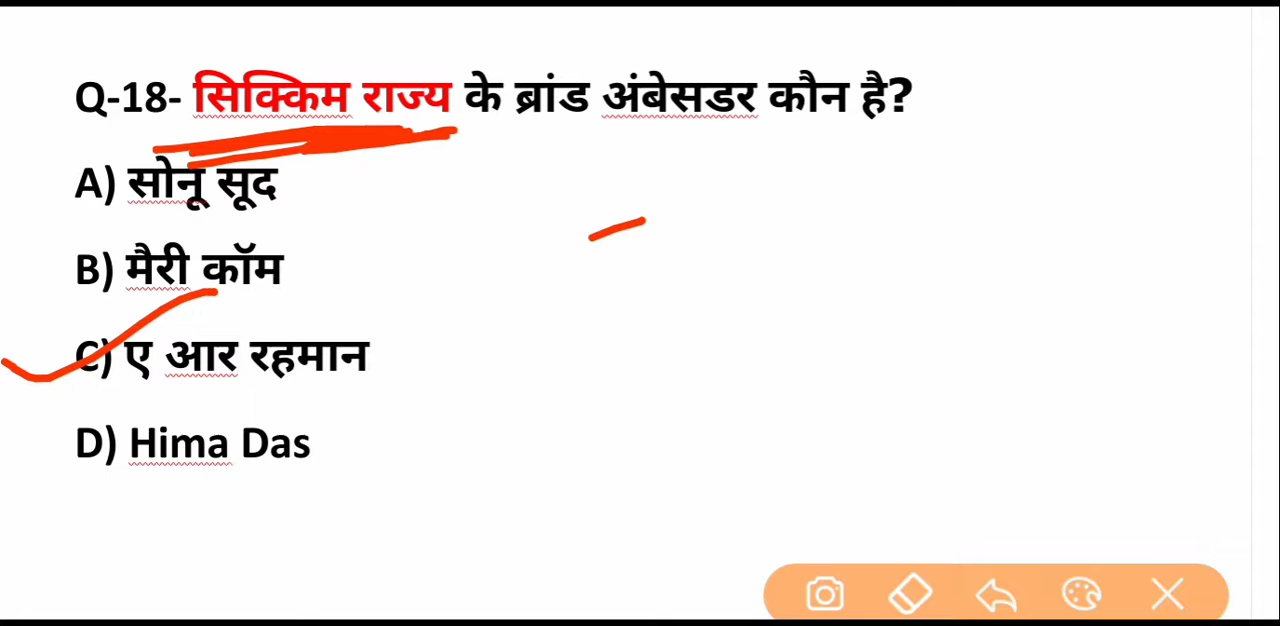 Q-18- सिक्किम राज्य के ब्रांड अंबेसडर कौन है?
A) सोनू सूद
B) मैरी कॉम
C) ए आर रहमान
D) Hima Das